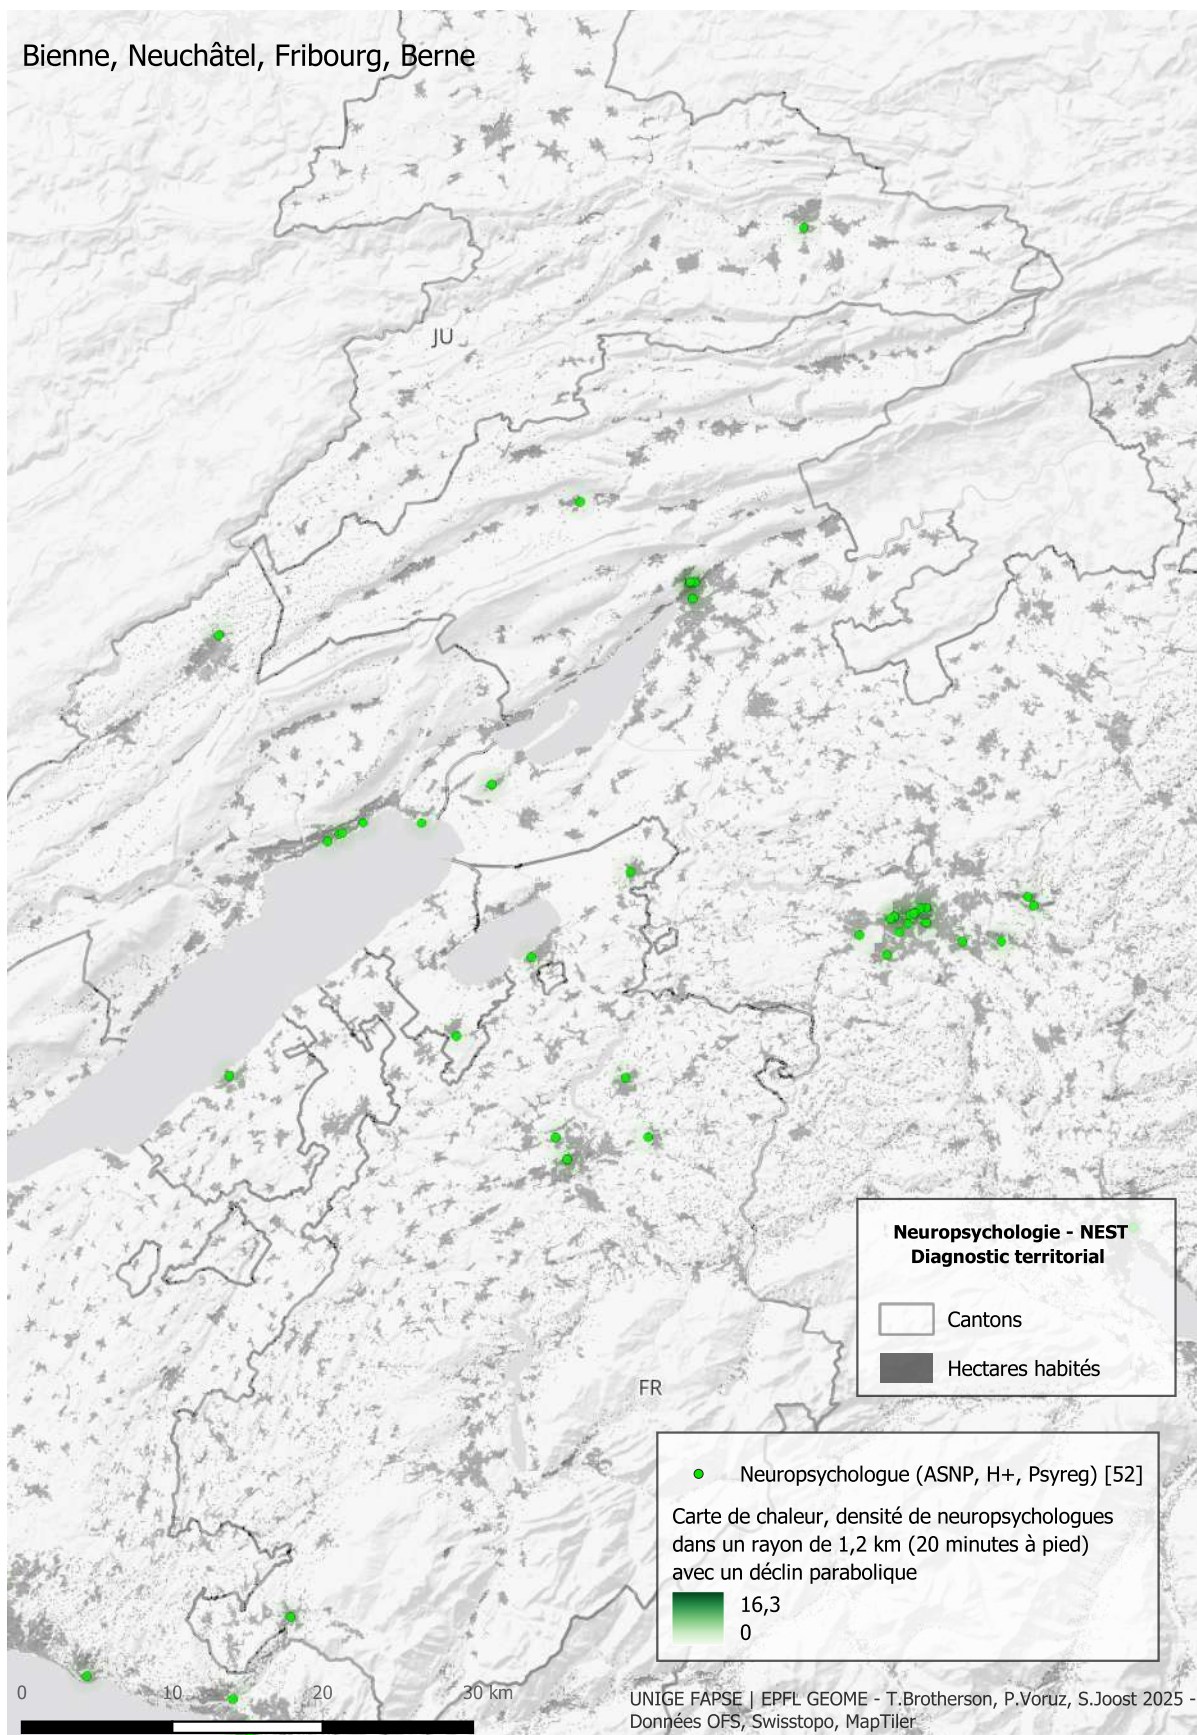 Bienne, Neuchâtel, Fribourg, Berne
JU
FR
Neuropsychologie - NEST
Diagnostic territorial
Cantons
Hectares habités
Neuropsychologue (ASNP, H+, Psyreg) [52]
Carte de chaleur, densité de neuropsychologues
dans un rayon de 1,2 km (20 minutes à pied)
avec un déclin parabolique
16,3
0
0 10 20 30 km
UNIGE FAPSE | EPFL GEOME - T.Brotherson, P.Voruz, S.Joost 2025 -
Données OFS, Swisstopo, MapTiler